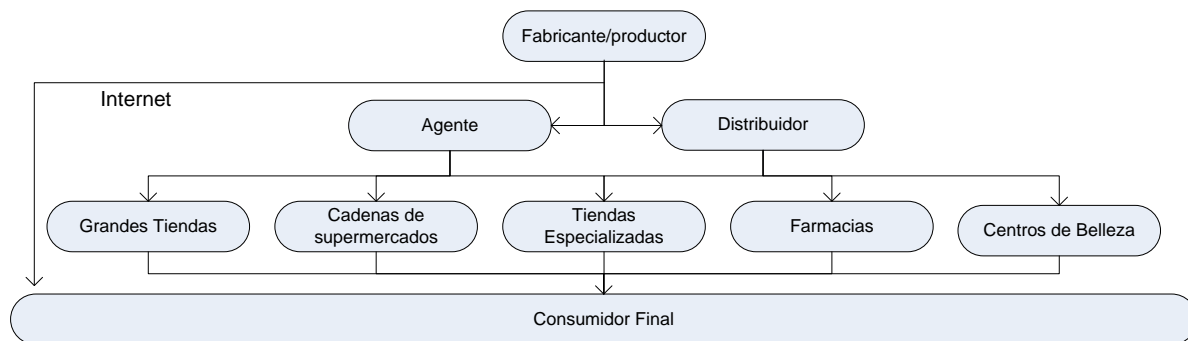 Fabricante/productor
Internet
Agente
Distribuidor
Grandes Tiendas
Cadenas de
supermercados
Tiendas
Especializadas
Farmacias
Centros de Belleza
Consumidor Final